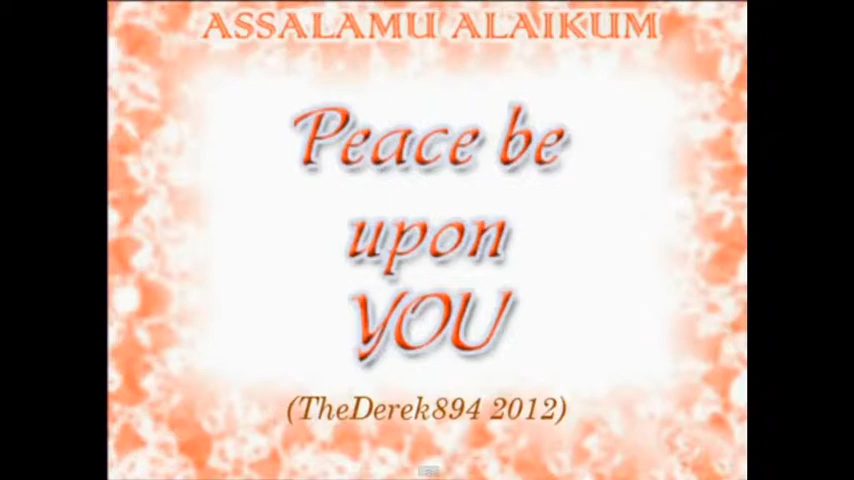 ASSALAMU ALAIKUM
Peace be
upon
YOU
(TheDerek894 2012)